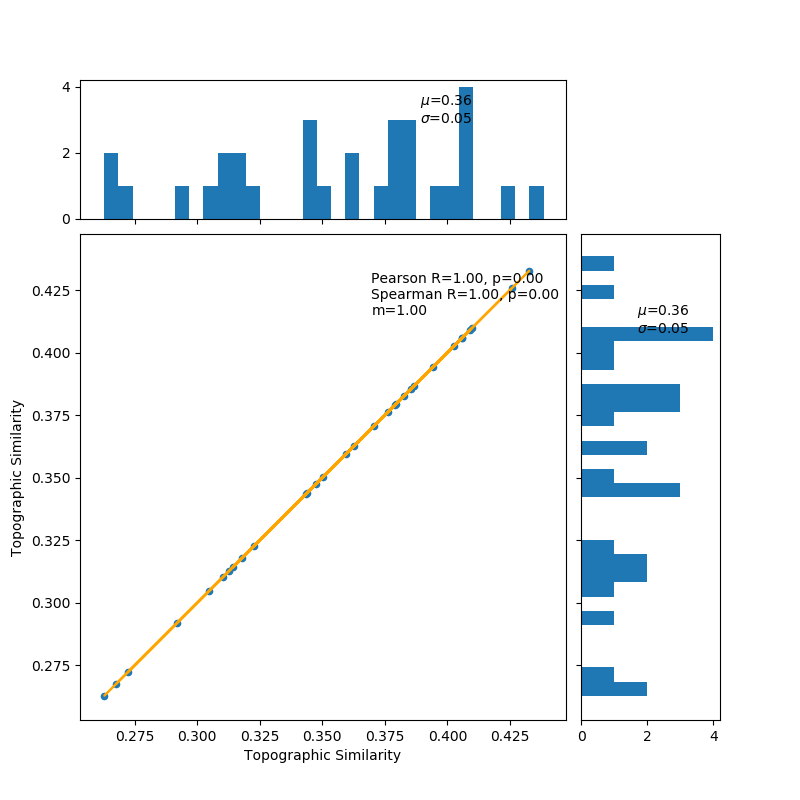 4
2
0
μ=0.36
σ=0.05
Pearson R=1.00, p=0.00
Spearman R=1.00, p=0.00
m=1.00
0.425
0.400
0.375
0.350
0.325
0.300
0.275
Topographic Similarity
0.275 0.300 0.325 0.350 0.375 0.400 0.425
Topographic Similarity
μ=0.36
σ=0.05
0 2 4